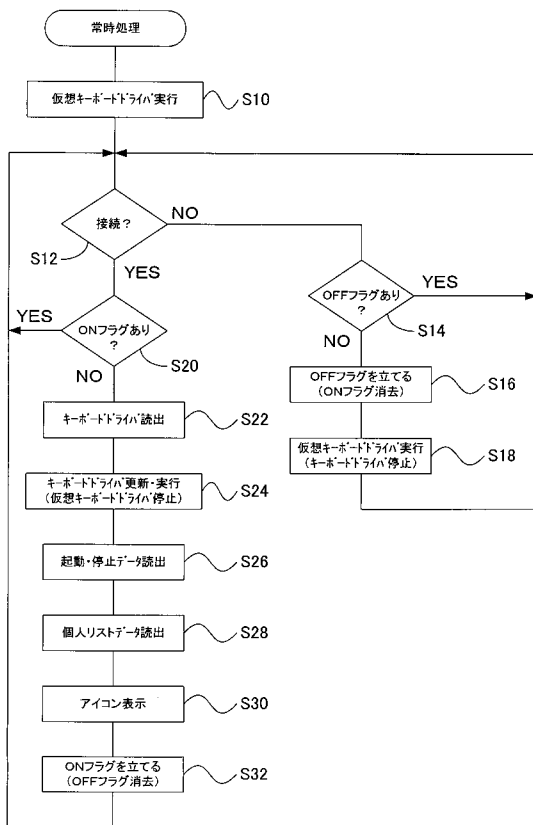 常時処理
仮想ｷｰﾎﾞｰﾄﾞﾄﾞﾗｲﾊﾞ実行
S10
接続？
S12
NO
YES
OFFフラグあり
？
YES
S14
NO
ONフラグあり
？
YES
S20
NO
OFFフラグを立てる
(ONフラグ消去)
S16
仮想ｷｰﾎﾞｰﾄﾞﾄﾞﾗｲﾊﾞ実行
(ｷｰﾎﾞｰﾄﾞﾄﾞﾗｲﾊﾞ停止)
S18
ｷｰﾎﾞｰﾄﾞﾄﾞﾗｲﾊﾞ読出
S22
ｷｰﾎﾞｰﾄﾞﾄﾞﾗｲﾊﾞ更新・実行
(仮想ｷｰﾎﾞｰﾄﾞﾄﾞﾗｲﾊﾞ停止)
S24
起動・停止ﾃﾞｰﾀ読出
S26
個人ﾘｽﾄﾃﾞｰﾀ読出
S28
アイコン表示
S30
ONフラグを立てる
(OFFフラグ消去)
S32